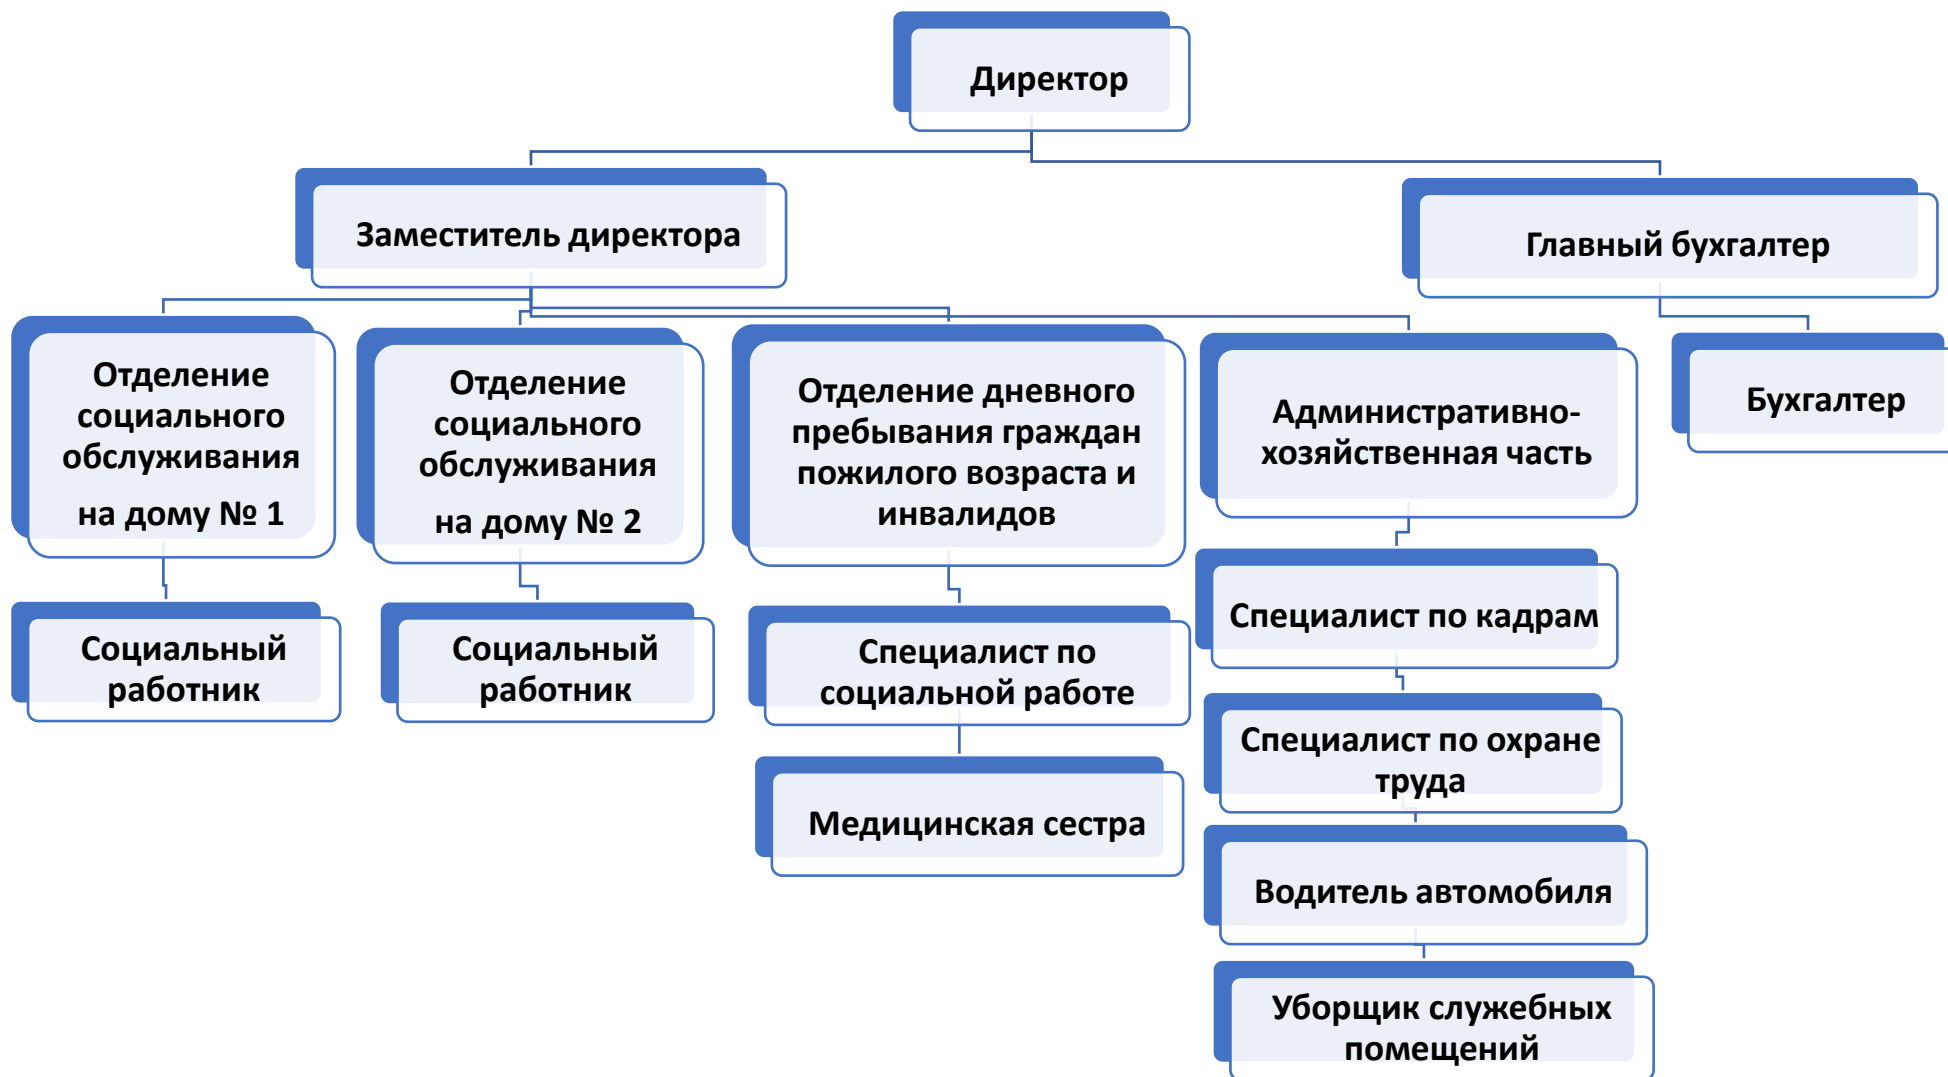 Директор
Заместитель директора
Главный бухгалтер
Отделение
социального
обслуживания
на дому № 1
Отделение
социального
обслуживания
на дому № 2
Отделение дневного
пребывания граждан
пожилого возраста и
инвалидов
Административно-
хозяйственная часть
Бухгалтер
Социальный
работник
Социальный
работник
Специалист по
социальной работе
Медицинская сестра
Специалист по кадрам
Специалист по охране
труда
Водитель автомобиля
Уборщик служебных
помещений